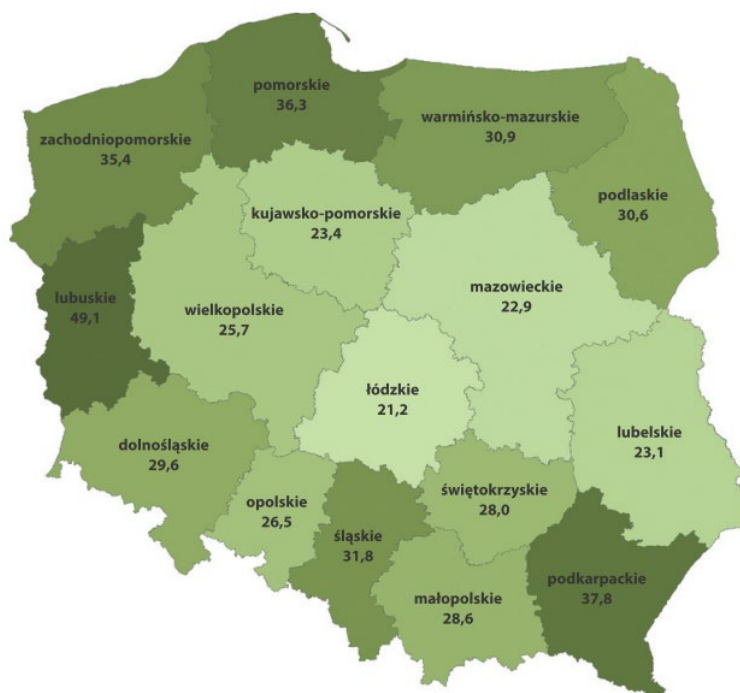 pomorskie
36,3
warmińsko-mazurskie
30,9
zachodniopomorskie
35,4
podlaskie
30,6
kujawsko-pomorskie
23,4
mazowieckie
22,9
lubuskie
49,1
wielkopolskie
25,7
łódzkie
21,2
lubelskie
23,1
dolnośląskie
29,6
świętokrzyskie
28,0
opolskie
26,5
śląskie
31,8
podkarpackie
37,8
małopolskie
28,6